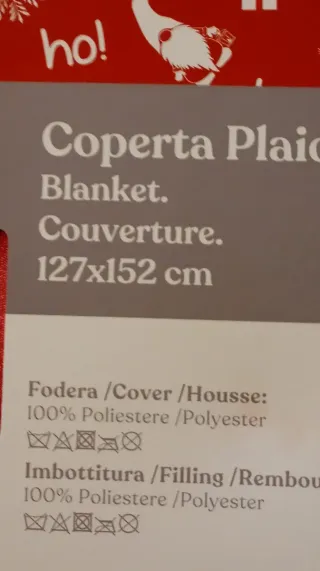 ho!
Coperta Plaid
Blanket.
Couverture.
127x152 cm
Fodera /Cover /Housse:
100% Poliestere /Polyester
Imbottitura /Filling /Rembou
100% Poliestere /Polyester